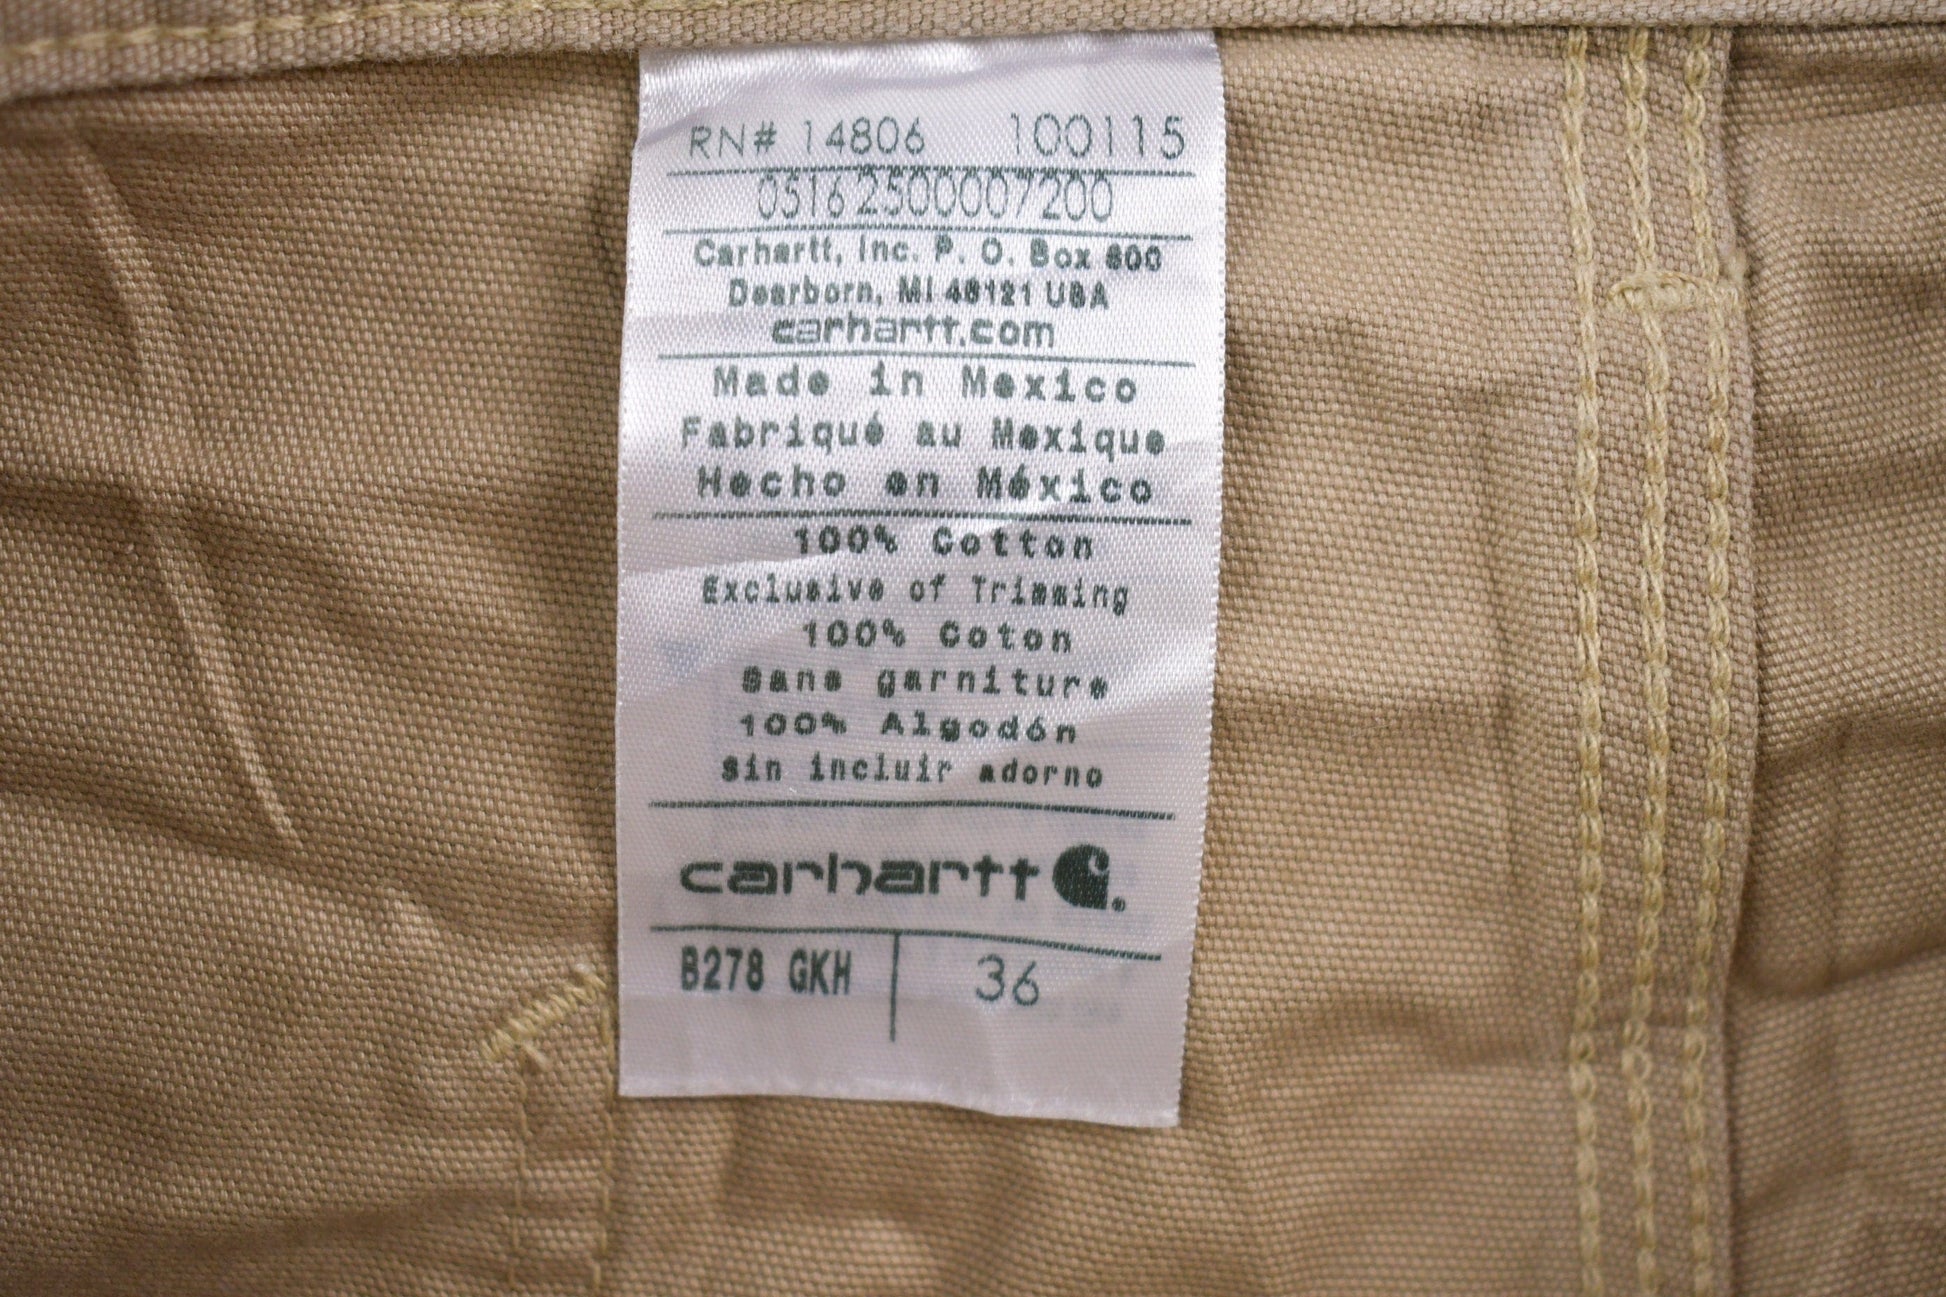 RN# 14806 100115
05162500007200
Carhartt, Inc. P. O. Box 600
Dearborn, MI 48121 USA
carhartt.com
Made in Mexico
Fabriqué au Mexique
Hecho en México
100% Cotton
Exclusive of Trimming
100% Coton
Sans garniture
100% Algodón
sin incluir adorno
carhartt
B278 GKH 36